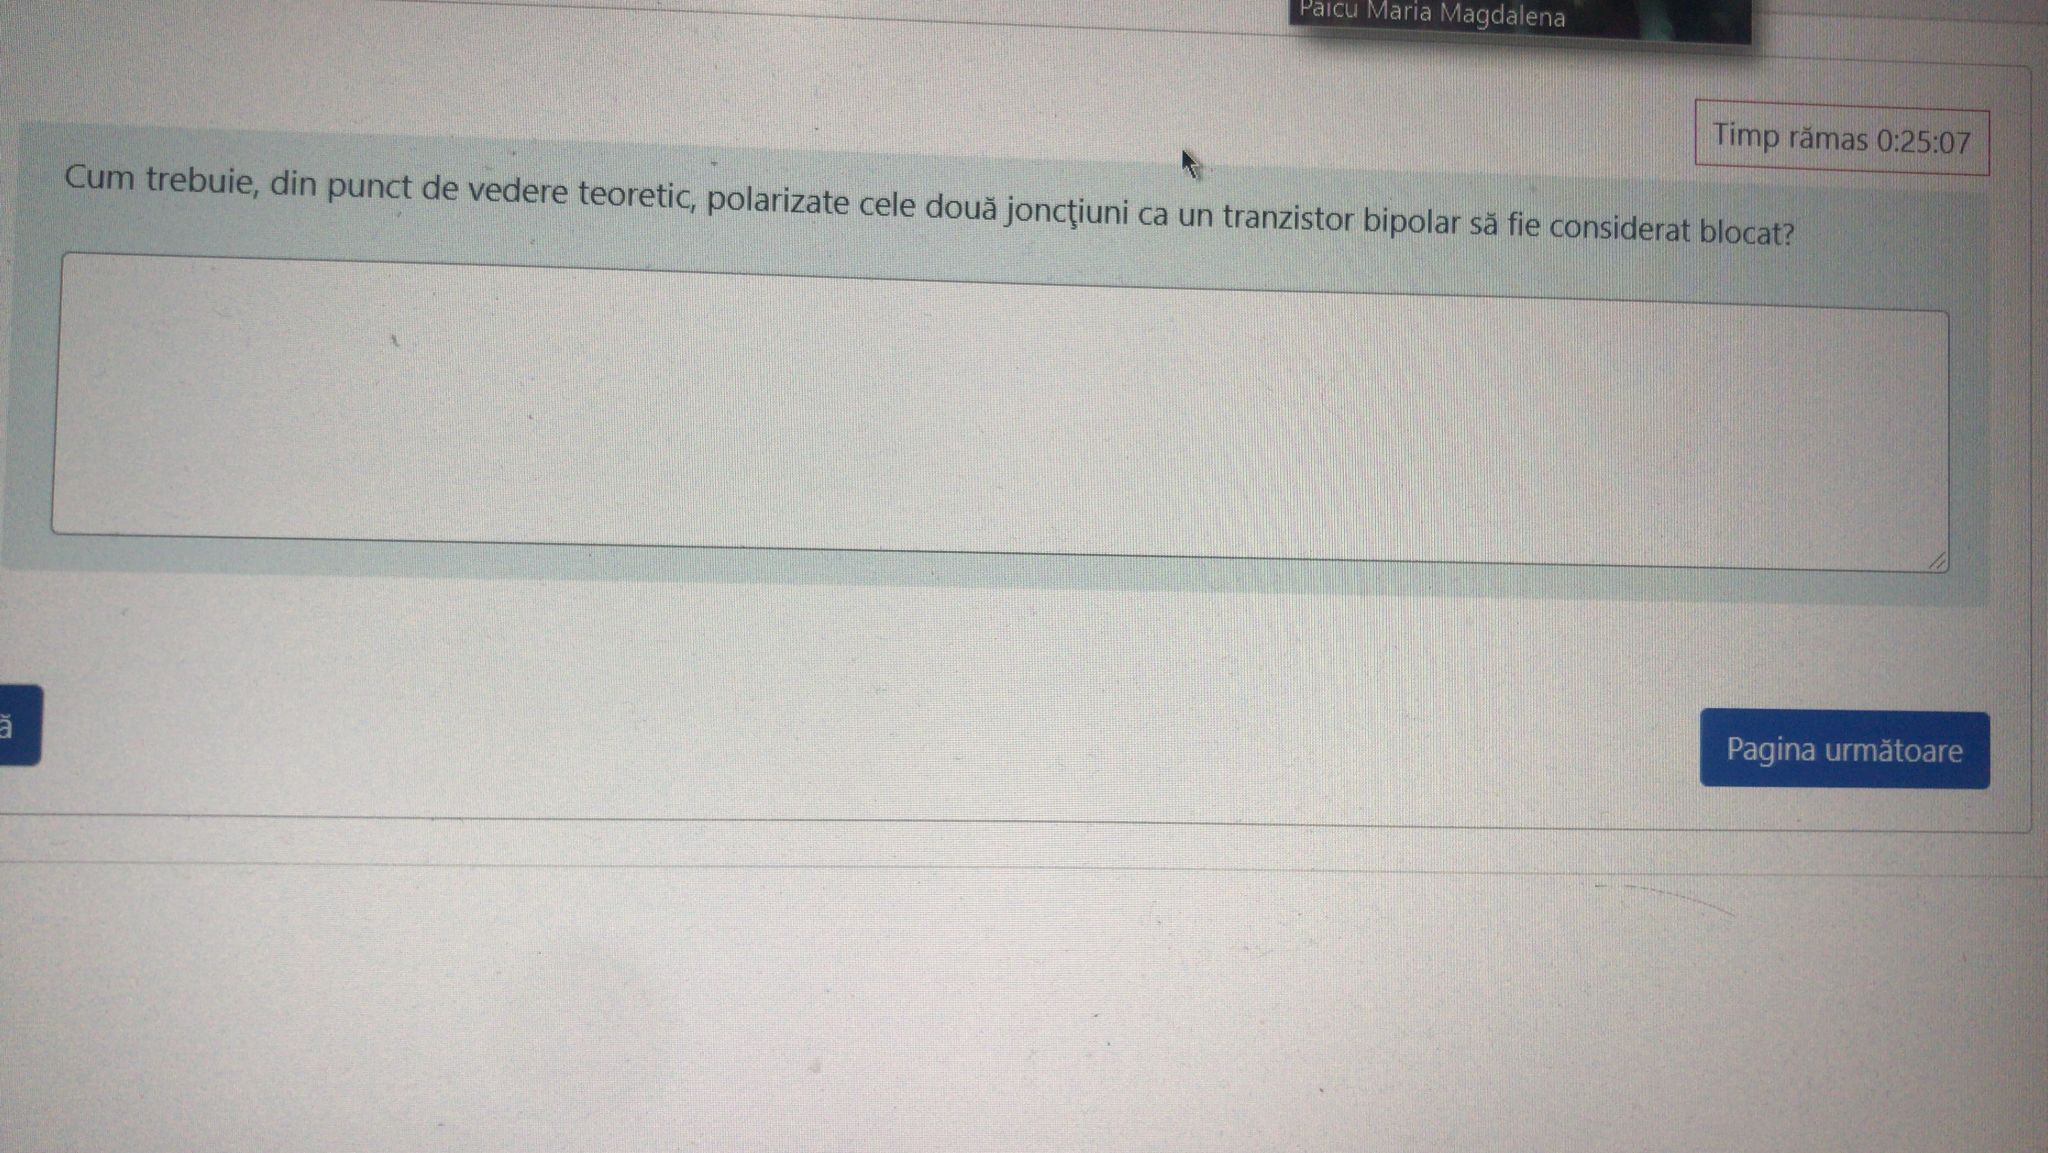 Paicu Maria Magdalena
Timp rămas 0:25:07
Cum trebuie, din punct de vedere teoretic, polarizate cele două joncţiuni ca un tranzistor bipolar să fie considerat blocat?
ă
Pagina următoare